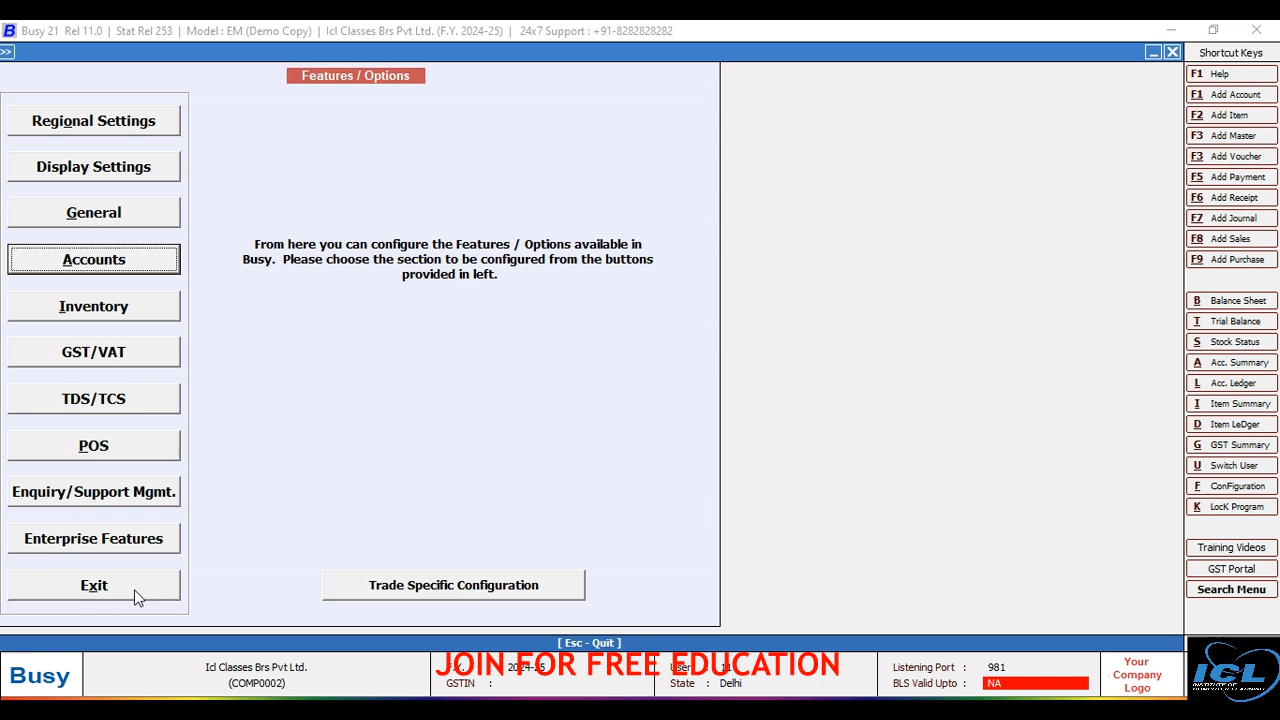 B Busy 21 Rel 11.0 | Stat Rel 253 | Model : EM (Demo Copy) | Icl Classes Brs Pvt Ltd. (F.Y. 2024-25) | 24x7 Support : +91-8282828282
>>
Features / Options
Regional Settings
Display Settings
General
Accounts
Inventory
GST/VAT
TDS/TCS
POS
Enquiry/Support Mgmt.
Enterprise Features
Exit
From here you can configure the Features / Options available in
Busy. Please choose the section to be configured from the buttons
provided in left.
Trade Specific Configuration
Shortcut Keys
F1 Help
F1 Add Account
F2 Add Item
F3 Add Master
F3 Add Voucher
F5 Add Payment
F6 Add Receipt
F7 Add Journal
F8 Add Sales
F9 Add Purchase
B Balance Sheet
T Trial Balance
S Stock Status
A Acc. Summary
L Acc. Ledger
I Item Summary
D Item LeDger
G GST Summary
U Switch User
F ConFiguration
K LocK Program
Training Videos
GST Portal
Search Menu
[ Esc - Quit ]
Busy
Icl Classes Brs Pvt Ltd.
(COMP0002)
2024-25
GSTIN :
JOIN FOR FREE EDUCATION
State : Delhi
Listening Port : 981
BLS Valid Upto : NA
Your
Company
Logo
ICL